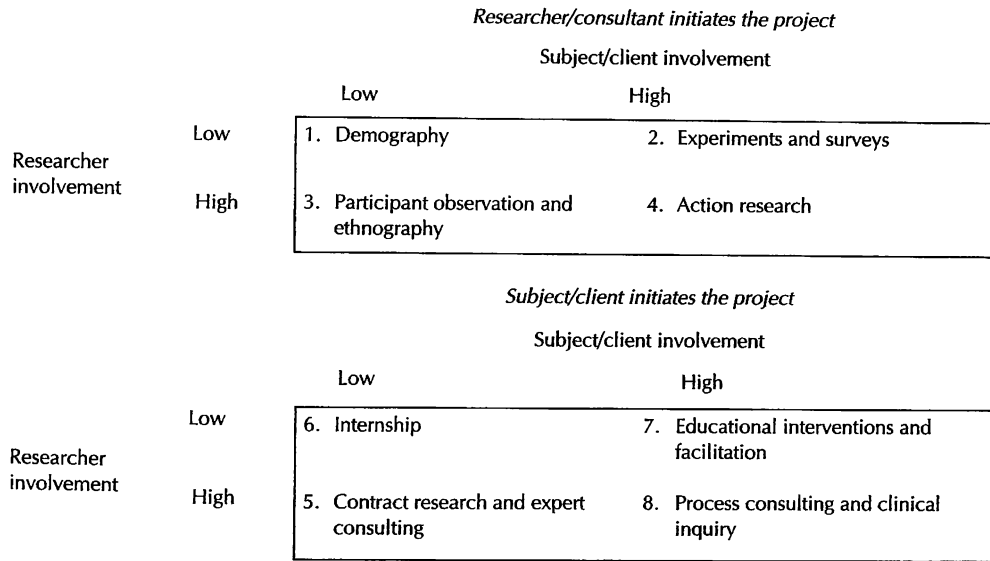 Researcher/consultant initiates the project
Subject/client involvement
Low High
Low 1. Demography 2. Experiments and surveys
Researcher
involvement
High 3. Participant observation and 4. Action research
ethnography
Subject/client initiates the project
Subject/client involvement
Low High
Low 6. Internship 7. Educational interventions and
facilitation
Researcher
involvement
High 5. Contract research and expert 8. Process consulting and clinical
consulting inquiry